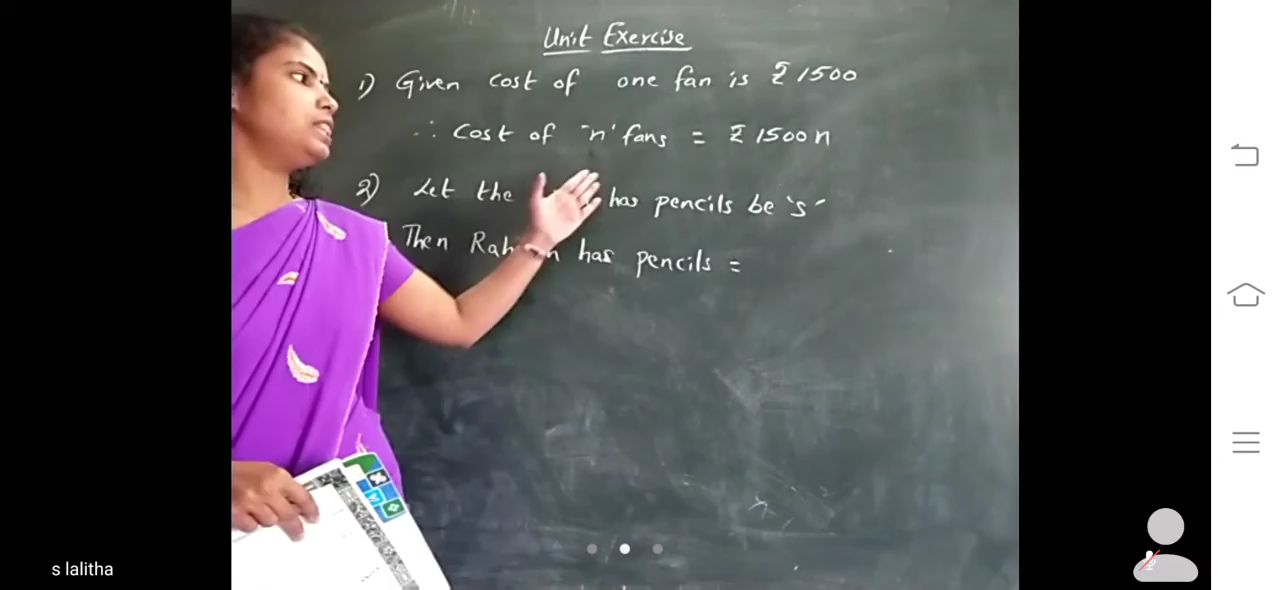 Unit Exercise
1) Given cost of one fan is ₹ 1500
∴ Cost of 'n' fans = ₹ 1500 n
2) Let the has pencils be 's'
Then has pencils =
s lalitha